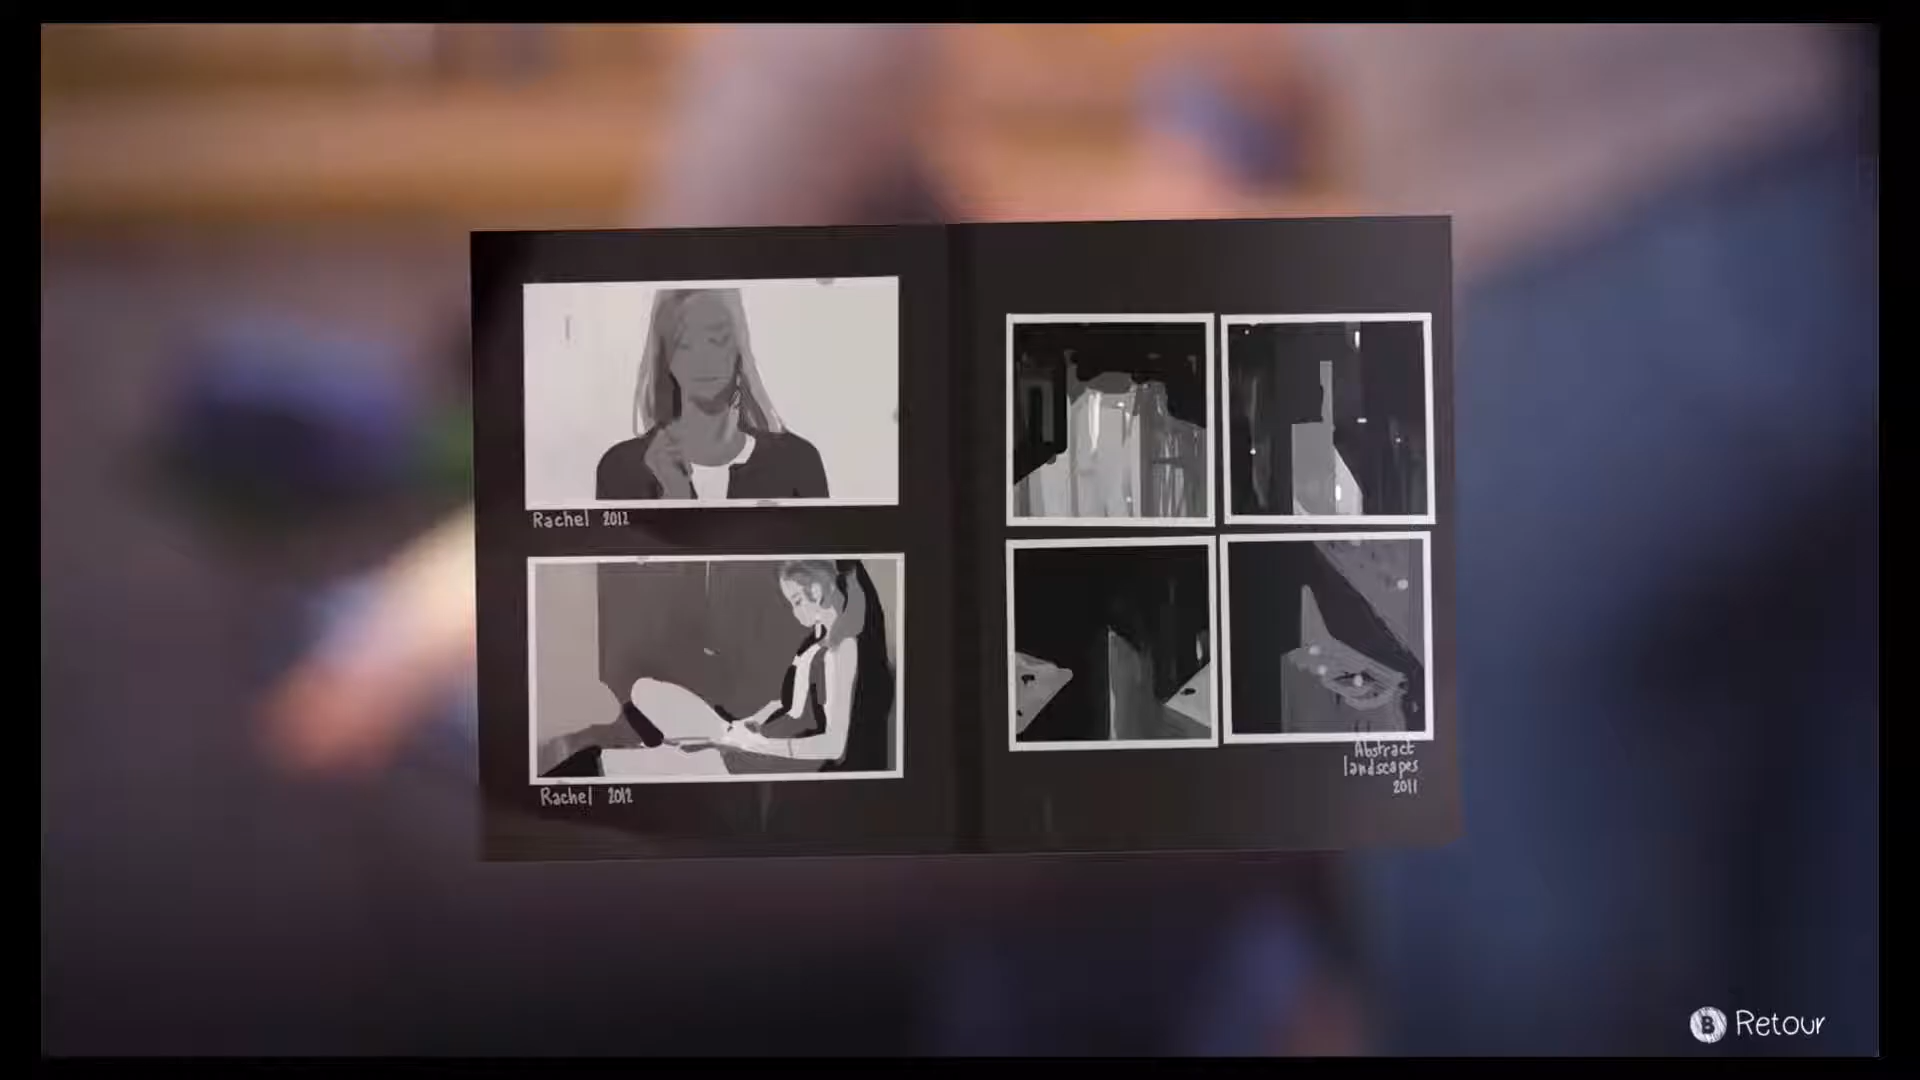 Rachel 2012
Rachel 2012
Abstract
landscapes
2011
B Retour